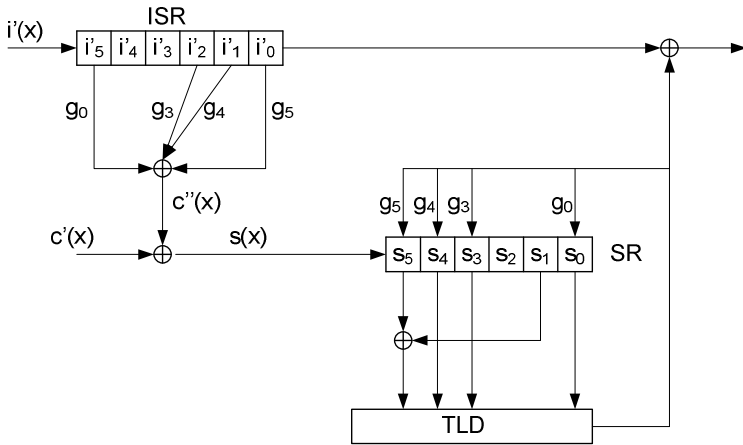 ISR
i'(x)
i'₅ i'₄ i'₃ i'₂ i'₁ i'₀
g₀ g₃ g₄ g₅
c''(x)
g₅ g₄ g₃ g₀
c'(x) s(x)
s₅ s₄ s₃ s₂ s₁ s₀ SR
TLD